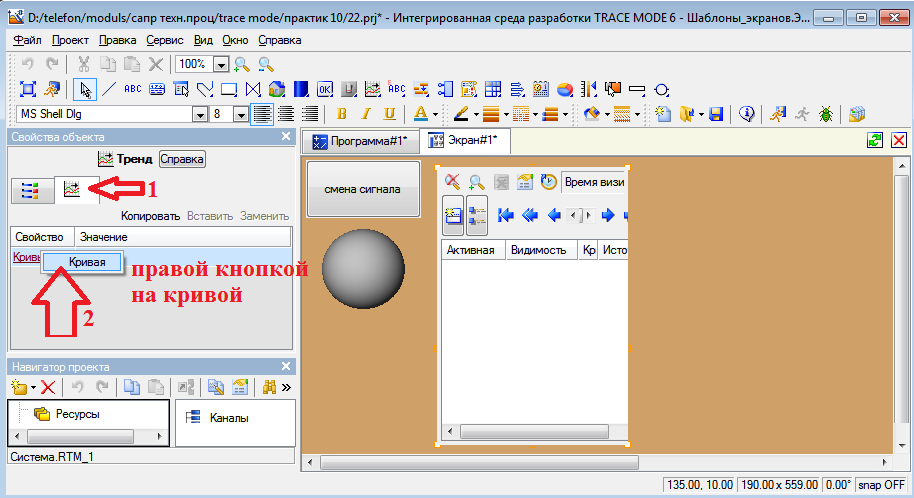 D:/telefon/moduls/сапр техн.проц/trace mode/практик 10/22.prj* - Интегрированная среда разработки TRACE MODE 6 - Шаблоны_экранов.Э...
Файл Проект Правка Сервис Вид Окно Справка
100%
ABC OK ABC
MS Shell Dlg 8 B I U A
Свойства объекта
Тренд Справка
1
Копировать Вставить Заменить
Свойство Значение
Кривь Кривая
правой кнопкой
на кривой
2
Навигатор проекта
Ресурсы
Каналы
Система.RTM_1
Программа#1* Экран#1*
смена сигнала
Время визи
Активная Видимость Кр Исто
135.00, 10.00 190.00 x 559.00 0.00° snap OFF